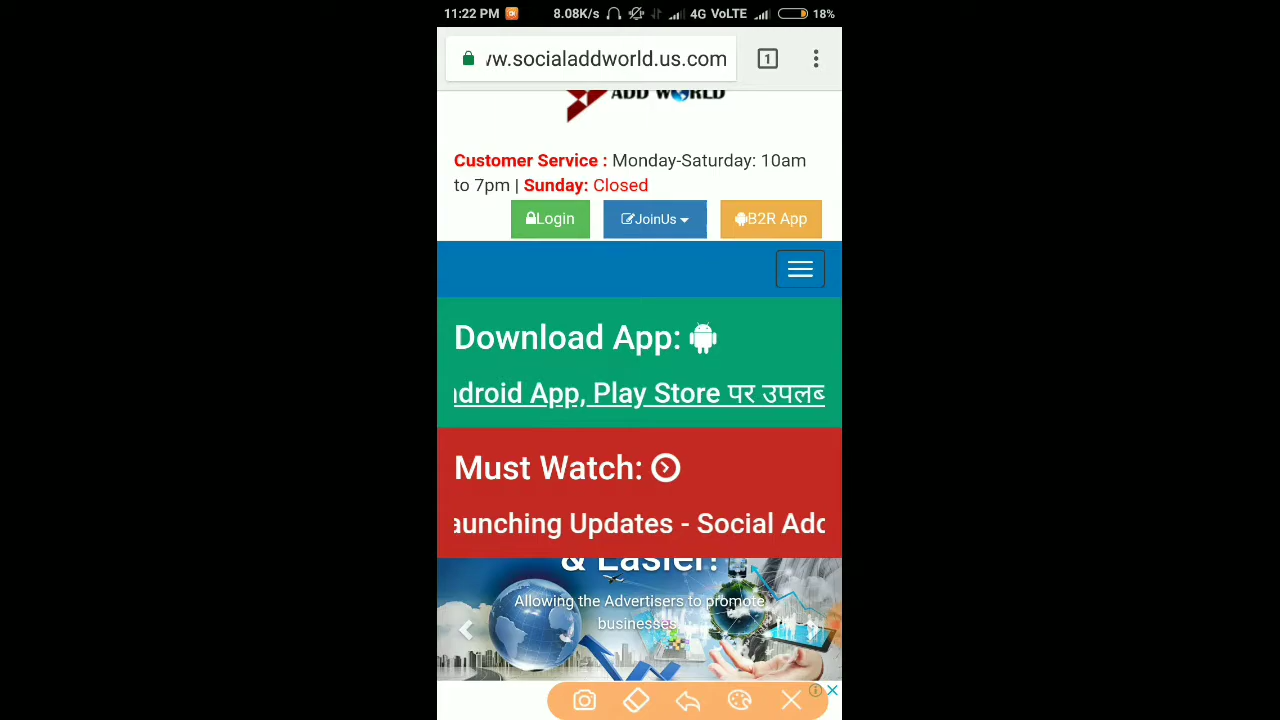 11:22 PM 8.08K/s 4G VoLTE 18%
w.socialaddworld.us.com 1
ADD WORLD
Customer Service : Monday-Saturday: 10am
to 7pm | Sunday: Closed
Login JoinUs B2R App
Download App:
ndroid App, Play Store पर उपलब्
Must Watch:
aunching Updates - Social Add
& Easier!
Allowing the Advertisers to promote
businesses